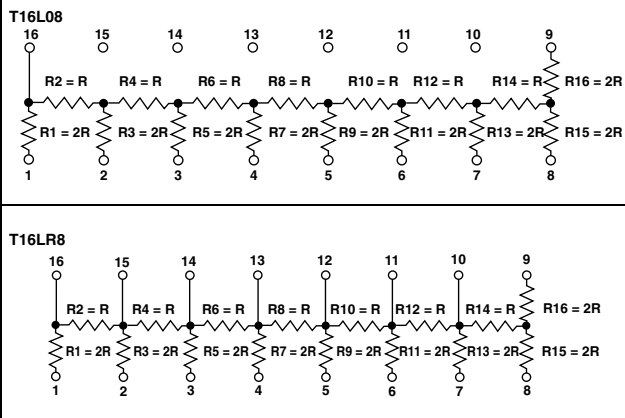 T16L08
16 15 14 13 12 11 10 9
R2 = R R4 = R R6 = R R8 = R R10 = R R12 = R R14 = R R16 = 2R
R1 = 2R R3 = 2R R5 = 2R R7 = 2R R9 = 2R R11 = 2R R13 = 2R R15 = 2R
1 2 3 4 5 6 7 8
T16LR8
16 15 14 13 12 11 10 9
R2 = R R4 = R R6 = R R8 = R R10 = R R12 = R R14 = R R16 = 2R
R1 = 2R R3 = 2R R5 = 2R R7 = 2R R9 = 2R R11 = 2R R13 = 2R R15 = 2R
1 2 3 4 5 6 7 8